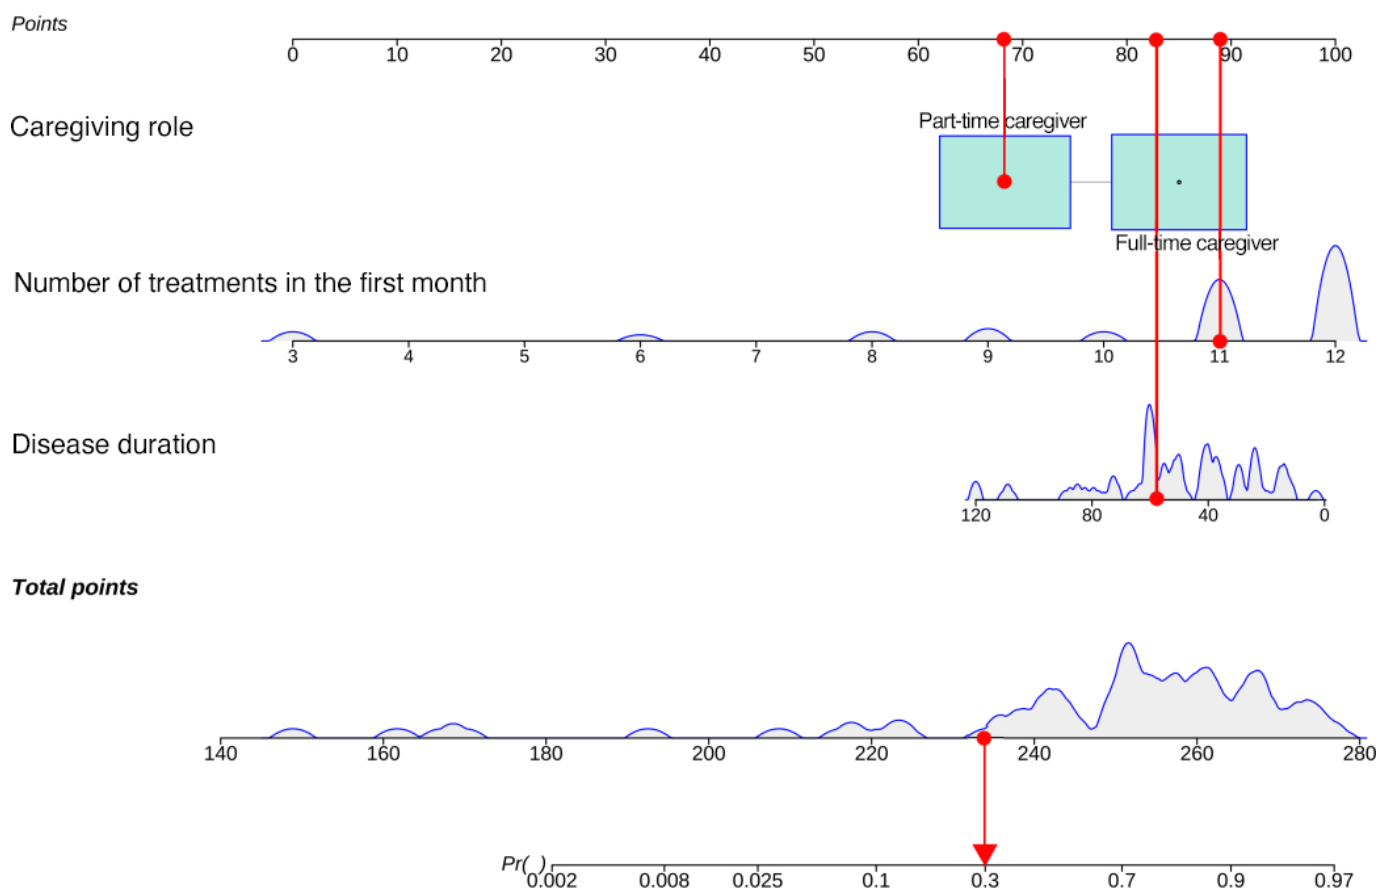 Points
0 10 20 30 40 50 60 70 80 90 100
Part-time caregiver
Caregiving role
Full-time caregiver
Number of treatments in the first month
3 4 5 6 7 8 9 10 11 12
Disease duration
120 80 40 0
Total points
140 160 180 200 220 240 260 280
Pr( )
0.002 0.008 0.025 0.1 0.3 0.7 0.9 0.97